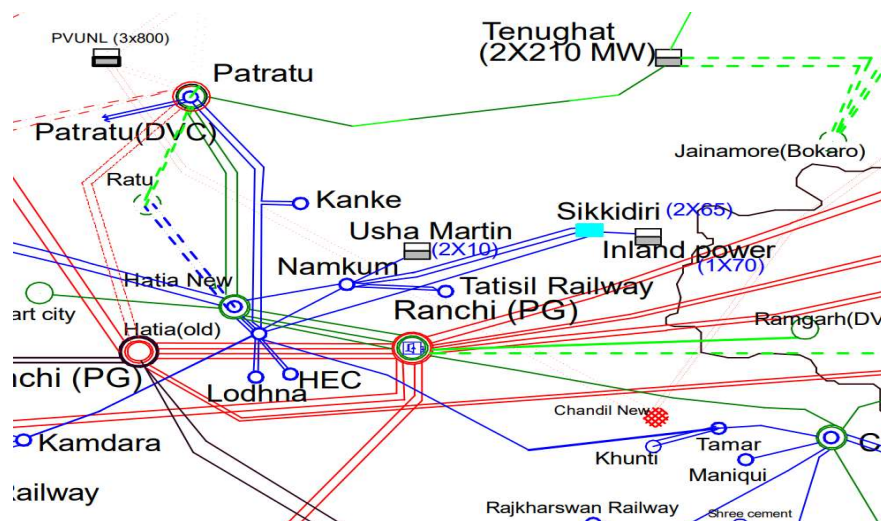 PVUNL (3x800)
Patratu
Tenughat
(2X210 MW)
Patratu(DVC)
Jainamore(Bokaro)
Ratu
Kanke
Usha Martin
(2X10)
Sikkidiri (2X65)
Inland power
(1X70)
Namkum
Hatia New
Tatisil Railway
Ranchi (PG)
art city
Hatia(old)
Ramgarh(DV
nchi (PG)
Lodhna
HEC
Chandil New
Kamdara
Tamar
C
Khunti
Maniqui
Railway
Rajkharswan Railway
Shree cement